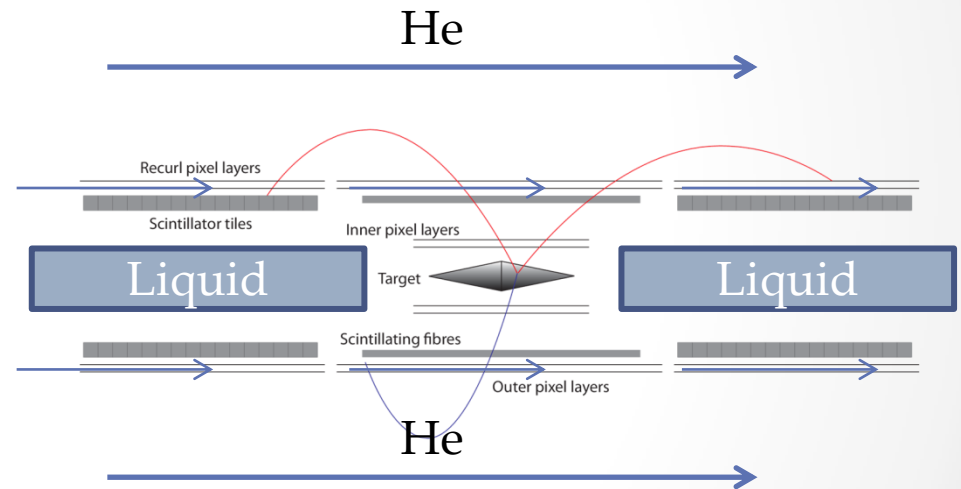 He
Recurl pixel layers
Scintillator tiles
Inner pixel layers
Liquid
Target
Liquid
Scintillating fibres
Outer pixel layers
He